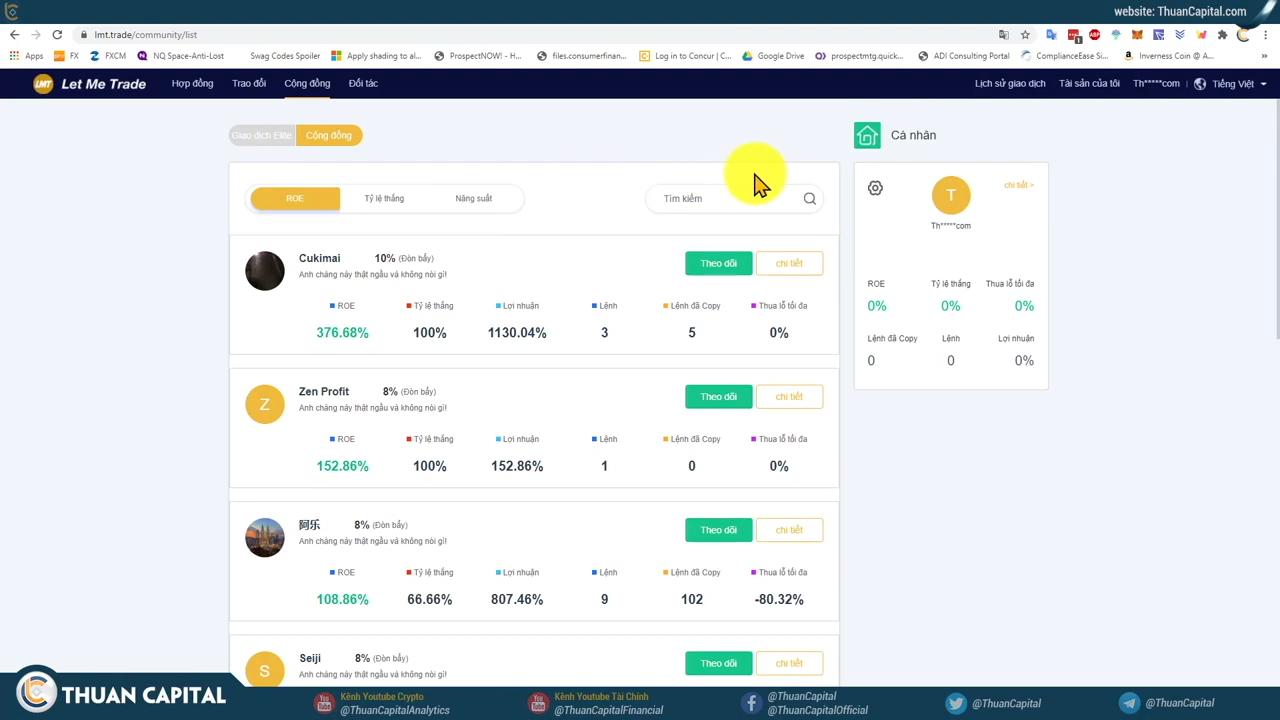 website: ThuanCapital.com
lmt.trade/community/list
Apps
FX
FXCM
NQ Space-Anti-Lost
Swag Codes Spoiler
Apply shading to al...
ProspectNOW! - H...
files.consumerfinan...
Log in to Concur | C...
Google Drive
prospectmtg.quick...
ADI Consulting Portal
ComplianceEase Si...
Inverness Coin @ A...
LMT Let Me Trade
Hợp đồng
Trao đổi
Cộng đồng
Đối tác
Lịch sử giao dịch
Tài sản của tôi
Th*****com
Tiếng Việt
Giao dịch Elite
Cộng đồng
Cá nhân
ROE
Tỷ lệ thắng
Năng suất
Tìm kiếm
Cukimai 10% (Đòn bẩy)
Anh chàng này thật ngầu và không nói gì!
Theo dõi
chi tiết
ROE Tỷ lệ thắng Lợi nhuận Lệnh Lệnh đã Copy Thua lỗ tối đa
376.68% 100% 1130.04% 3 5 0%
Zen Profit 8% (Đòn bẩy)
Anh chàng này thật ngầu và không nói gì!
Theo dõi
chi tiết
Z
ROE Tỷ lệ thắng Lợi nhuận Lệnh Lệnh đã Copy Thua lỗ tối đa
152.86% 100% 152.86% 1 0 0%
阿乐 8% (Đòn bẩy)
Anh chàng này thật ngầu và không nói gì!
Theo dõi
chi tiết
ROE Tỷ lệ thắng Lợi nhuận Lệnh Lệnh đã Copy Thua lỗ tối đa
108.86% 66.66% 807.46% 9 102 -80.32%
Seiji 8% (Đòn bẩy)
Anh chàng này thật ngầu và không nói gì!
Theo dõi
chi tiết
S
chi tiết >
T
Th*****com
ROE Tỷ lệ thắng Thua lỗ tối đa
0% 0% 0%
Lệnh đã Copy Lệnh Lợi nhuận
0 0 0%
THUAN CAPITAL
Kênh Youtube Crypto
@ThuanCapitalAnalytics
Kênh Youtube Tài Chính
@ThuanCapitalFinancial
@ThuanCapital
@ThuanCapitalOfficial
@ThuanCapital
@ThuanCapital